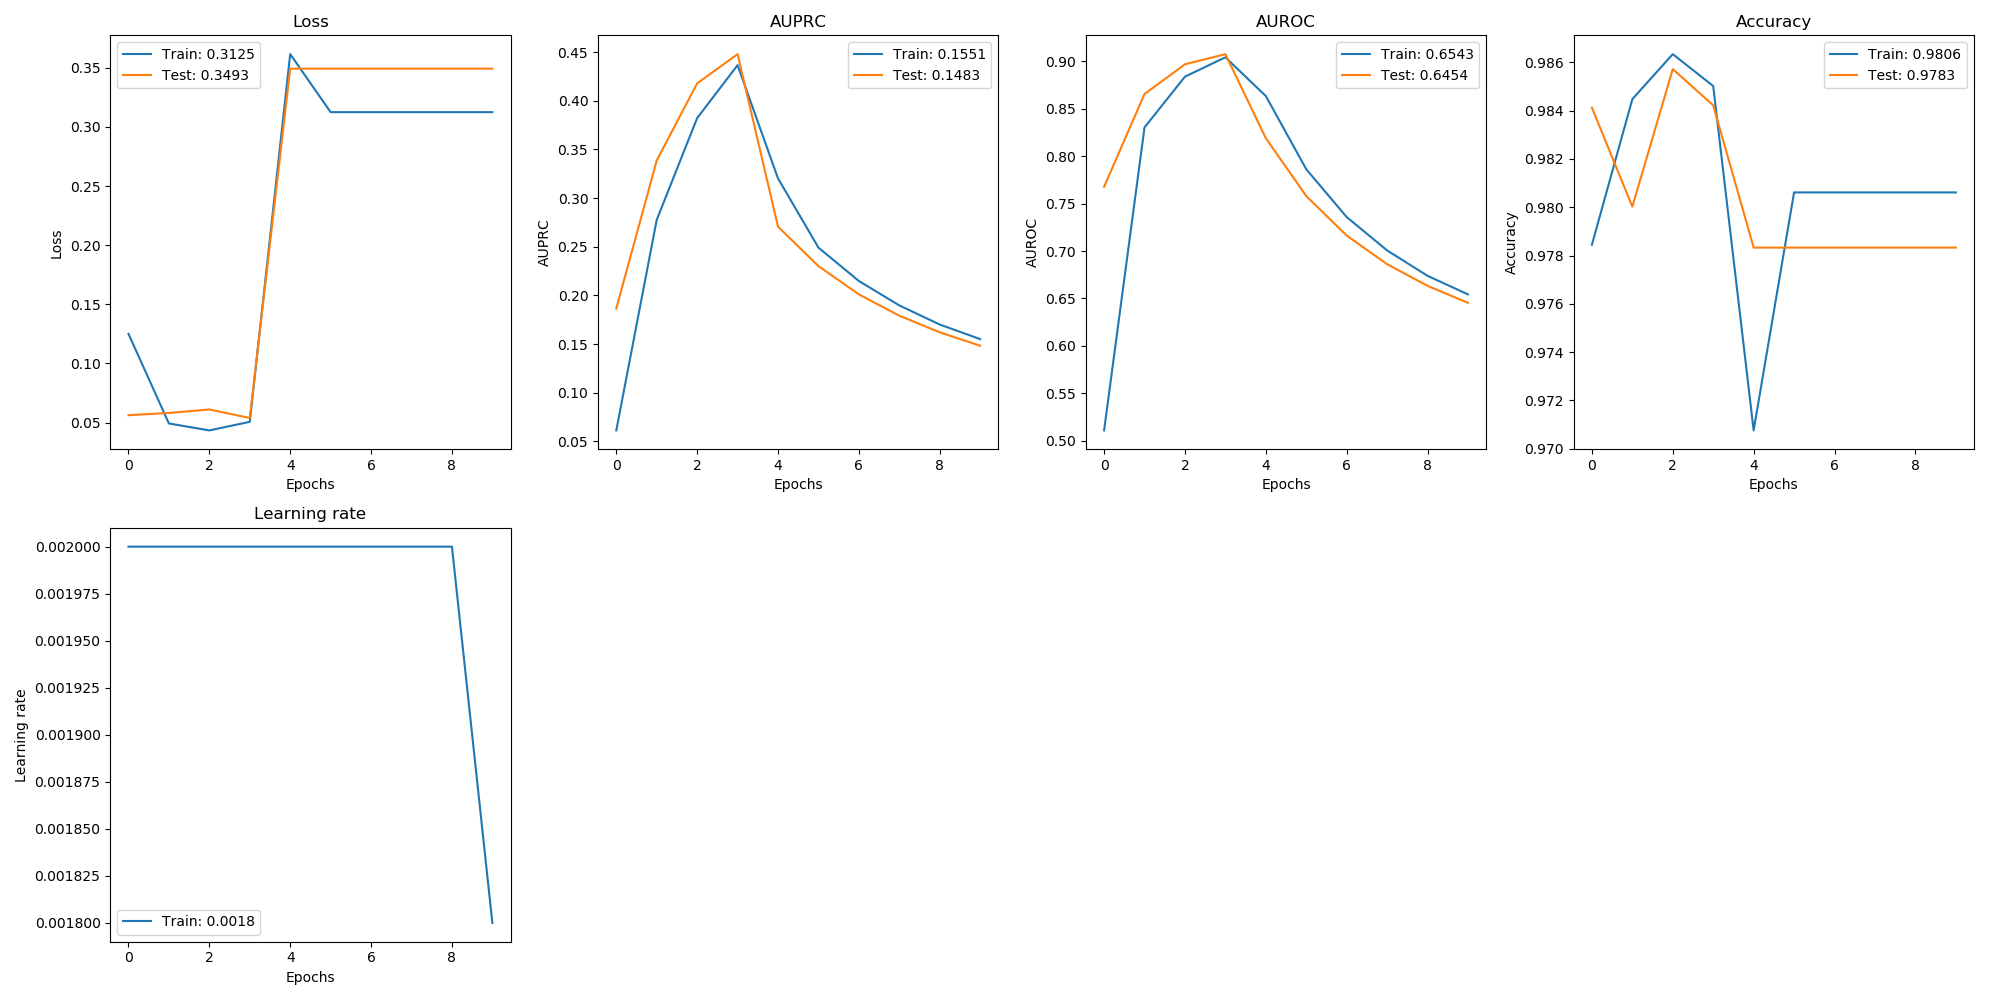 Loss
Train: 0.3125
Test: 0.3493
0.35
0.30
0.25
0.20
0.15
0.10
0.05
Loss
0 2 4 6 8
Epochs
AUPRC
Train: 0.1551
Test: 0.1483
0.45
0.40
0.35
0.30
0.25
0.20
0.15
0.10
0.05
AUPRC
0 2 4 6 8
Epochs
AUROC
Train: 0.6543
Test: 0.6454
0.90
0.85
0.80
0.75
0.70
0.65
0.60
0.55
0.50
AUROC
0 2 4 6 8
Epochs
Accuracy
Train: 0.9806
Test: 0.9783
0.986
0.984
0.982
0.980
0.978
0.976
0.974
0.972
0.970
Accuracy
0 2 4 6 8
Epochs
Learning rate
0.002000
0.001975
0.001950
0.001925
0.001900
0.001875
0.001850
0.001825
0.001800
Learning rate
Train: 0.0018
0 2 4 6 8
Epochs